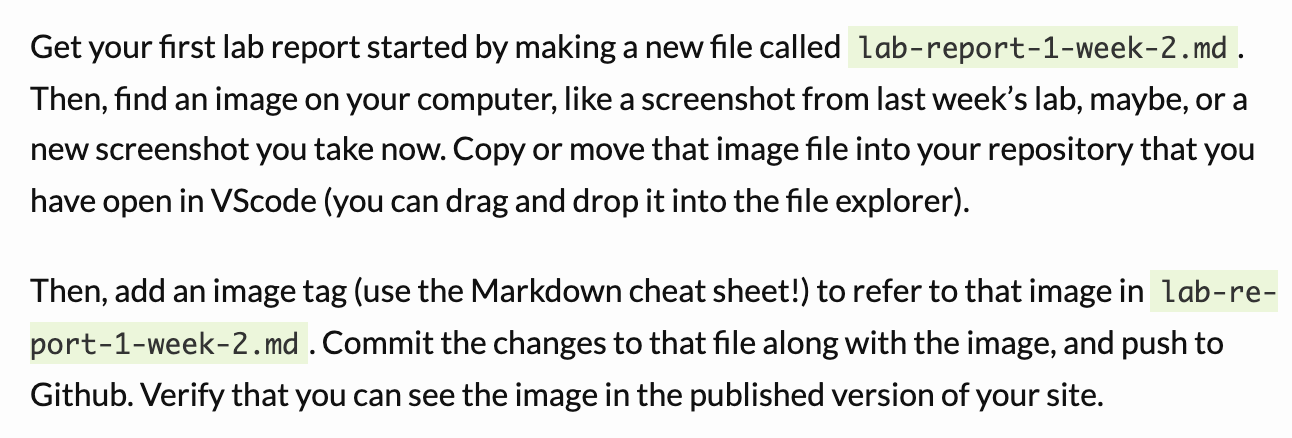 Get your first lab report started by making a new file called lab-report-1-week-2.md .
Then, find an image on your computer, like a screenshot from last week’s lab, maybe, or a
new screenshot you take now. Copy or move that image file into your repository that you
have open in VScode (you can drag and drop it into the file explorer).
Then, add an image tag (use the Markdown cheat sheet!) to refer to that image in lab-re-
port-1-week-2.md . Commit the changes to that file along with the image, and push to
Github. Verify that you can see the image in the published version of your site.